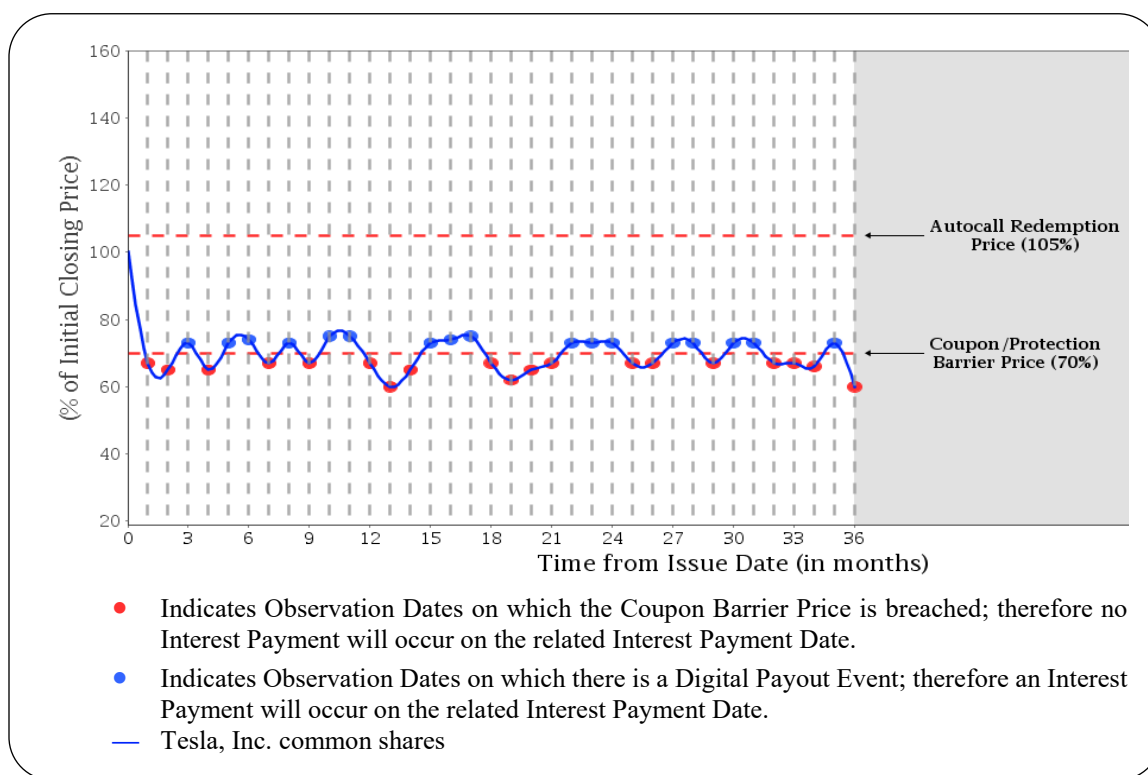 160
140
120
100
80
60
40
20
(% of Initial Closing Price)
0 3 6 9 12 15 18 21 24 27 30 33 36
Time from Issue Date (in months)
Autocall Redemption
Price (105%)
Coupon/Protection
Barrier Price (70%)
Indicates Observation Dates on which the Coupon Barrier Price is breached; therefore no
Interest Payment will occur on the related Interest Payment Date.
Indicates Observation Dates on which there is a Digital Payout Event; therefore an Interest
Payment will occur on the related Interest Payment Date.
Tesla, Inc. common shares